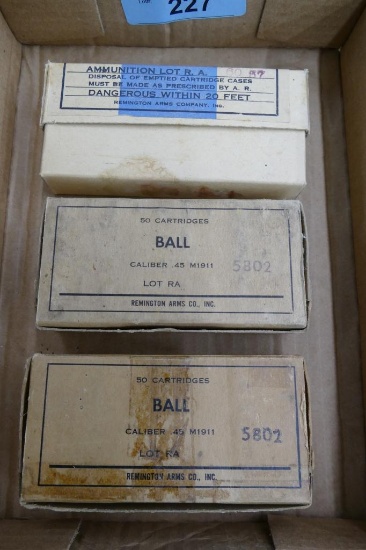 227
AMMUNITION LOT R. A.
DISPOSAL OF EMPTIED CARTRIDGE CASES
MUST BE MADE AS PRESCRIBED BY A. R.
DANGEROUS WITHIN 20 FEET
REMINGTON ARMS COMPANY, INC.
50 CARTRIDGES
BALL
CALIBER .45 M1911 5802
LOT RA
REMINGTON ARMS CO., INC.
50 CARTRIDGES
BALL
CALIBER .45 M1911 5802
LOT RA
REMINGTON ARMS CO., INC.